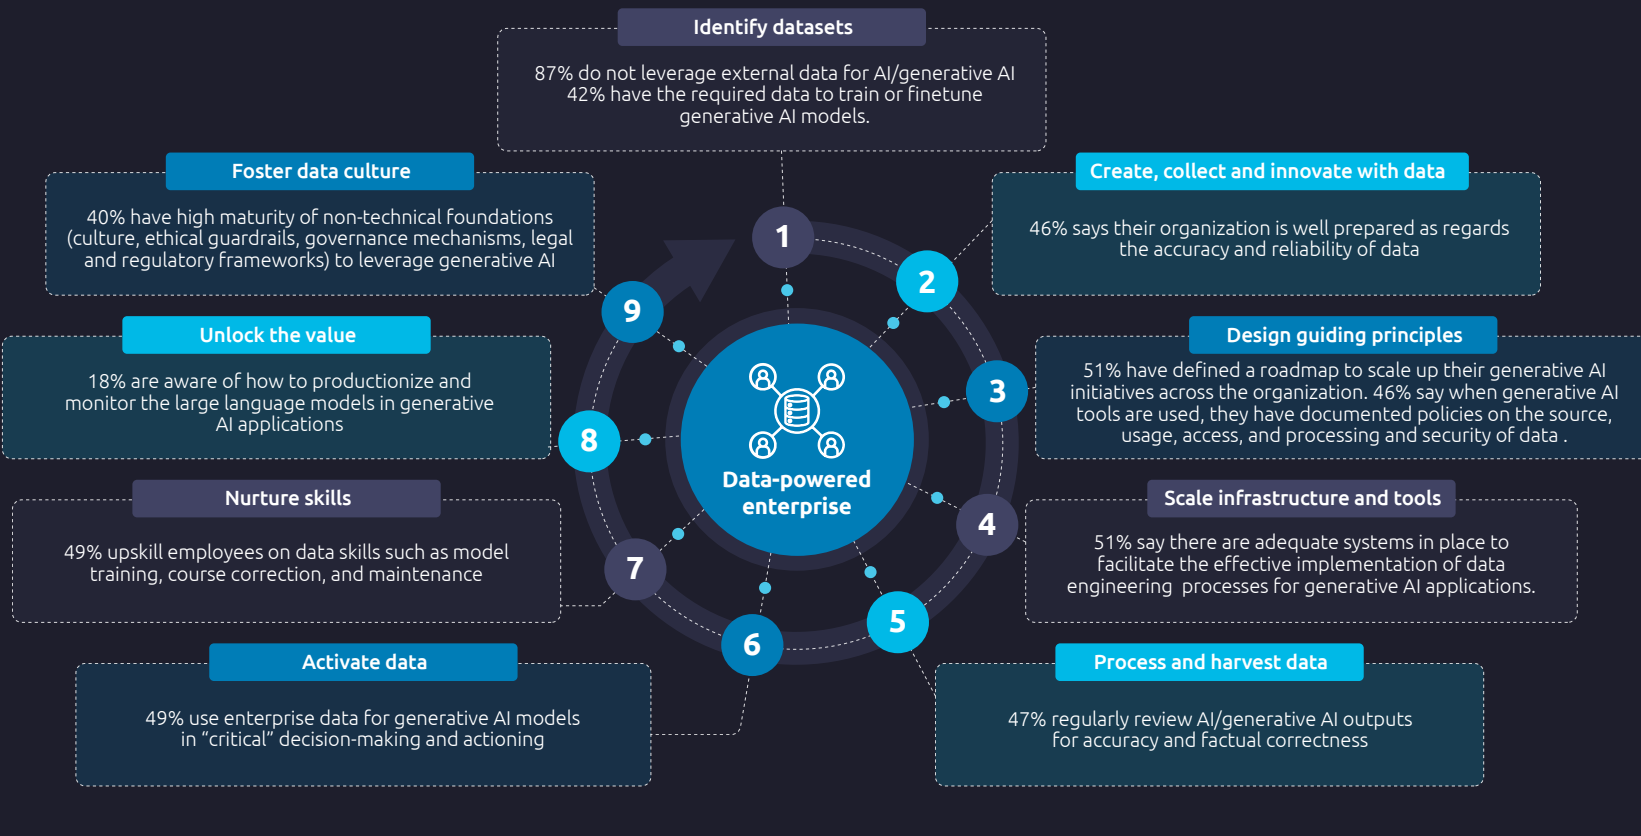 Identify datasets
87% do not leverage external data for AI/generative AI
42% have the required data to train or finetune
generative AI models.
1
Create, collect and innovate with data
46% says their organization is well prepared as regards
the accuracy and reliability of data
2
Design guiding principles
51% have defined a roadmap to scale up their generative AI
initiatives across the organization. 46% say when generative AI
tools are used, they have documented policies on the source,
usage, access, and processing and security of data .
3
Scale infrastructure and tools
51% say there are adequate systems in place to
facilitate the effective implementation of data
engineering  processes for generative AI applications.
4
Process and harvest data
47% regularly review AI/generative AI outputs
for accuracy and factual correctness
5
Activate data
49% use enterprise data for generative AI models
in “critical” decision-making and actioning
6
Nurture skills
49% upskill employees on data skills such as model
training, course correction, and maintenance
7
Unlock the value
18% are aware of how to productionize and
monitor the large language models in generative
AI applications
8
Foster data culture
40% have high maturity of non-technical foundations
(culture, ethical guardrails, governance mechanisms, legal
and regulatory frameworks) to leverage generative AI
9
Data-powered
enterprise